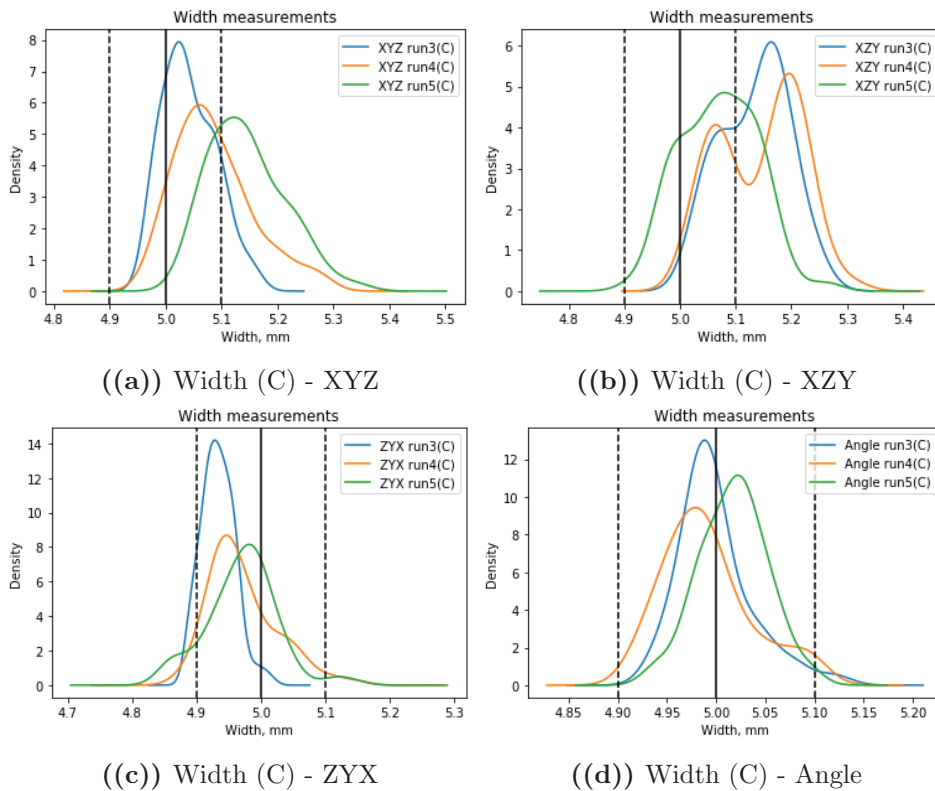 Width measurements
XYZ run3(C)
XYZ run4(C)
XYZ run5(C)
Density
8
7
6
5
4
3
2
1
0
4.8 4.9 5.0 5.1 5.2 5.3 5.4 5.5
Width, mm
((a)) Width (C) - XYZ
Width measurements
XZY run3(C)
XZY run4(C)
XZY run5(C)
Density
6
5
4
3
2
1
0
4.8 4.9 5.0 5.1 5.2 5.3 5.4
Width, mm
((b)) Width (C) - XZY
Width measurements
ZYX run3(C)
ZYX run4(C)
ZYX run5(C)
Density
14
12
10
8
6
4
2
0
4.7 4.8 4.9 5.0 5.1 5.2 5.3
Width, mm
((c)) Width (C) - ZYX
Width measurements
Angle run3(C)
Angle run4(C)
Angle run5(C)
Density
12
10
8
6
4
2
0
4.85 4.90 4.95 5.00 5.05 5.10 5.15 5.20
Width, mm
((d)) Width (C) - Angle